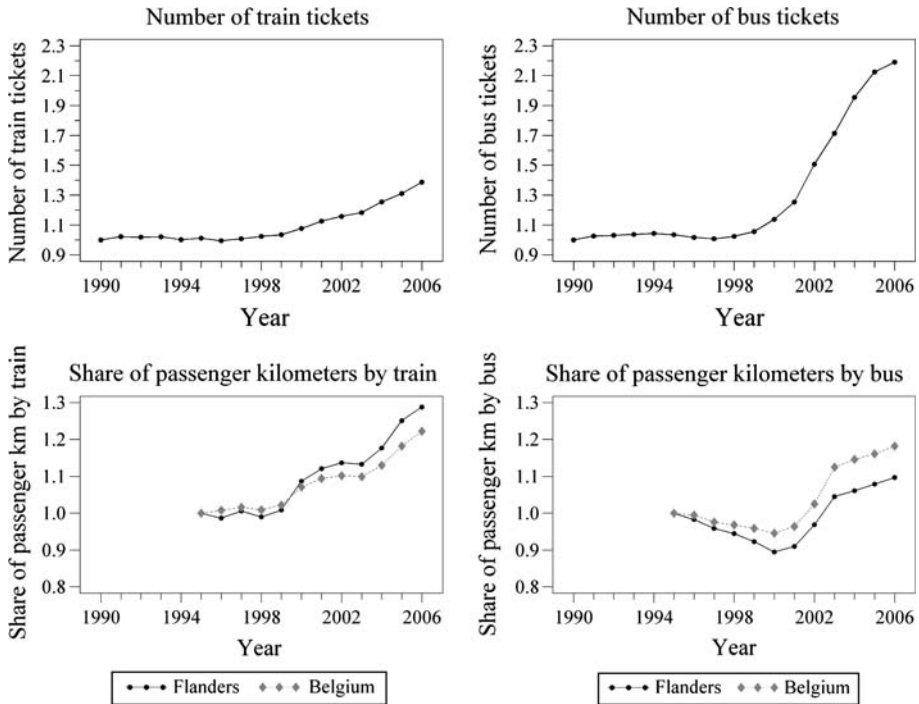 Number of train tickets
Number of train tickets
2.3
2.1
1.9
1.7
1.5
1.3
1.1
0.9
1990 1994 1998 2002 2006
Year
Number of bus tickets
Number of bus tickets
2.3
2.1
1.9
1.7
1.5
1.3
1.1
0.9
1990 1994 1998 2002 2006
Year
Share of passenger kilometers by train
Share of passenger km by train
1.3
1.2
1.1
1.0
0.9
0.8
1990 1994 1998 2002 2006
Year
Flanders Belgium
Share of passenger kilometers by bus
Share of passenger km by bus
1.3
1.2
1.1
1.0
0.9
0.8
1990 1994 1998 2002 2006
Year
Flanders Belgium